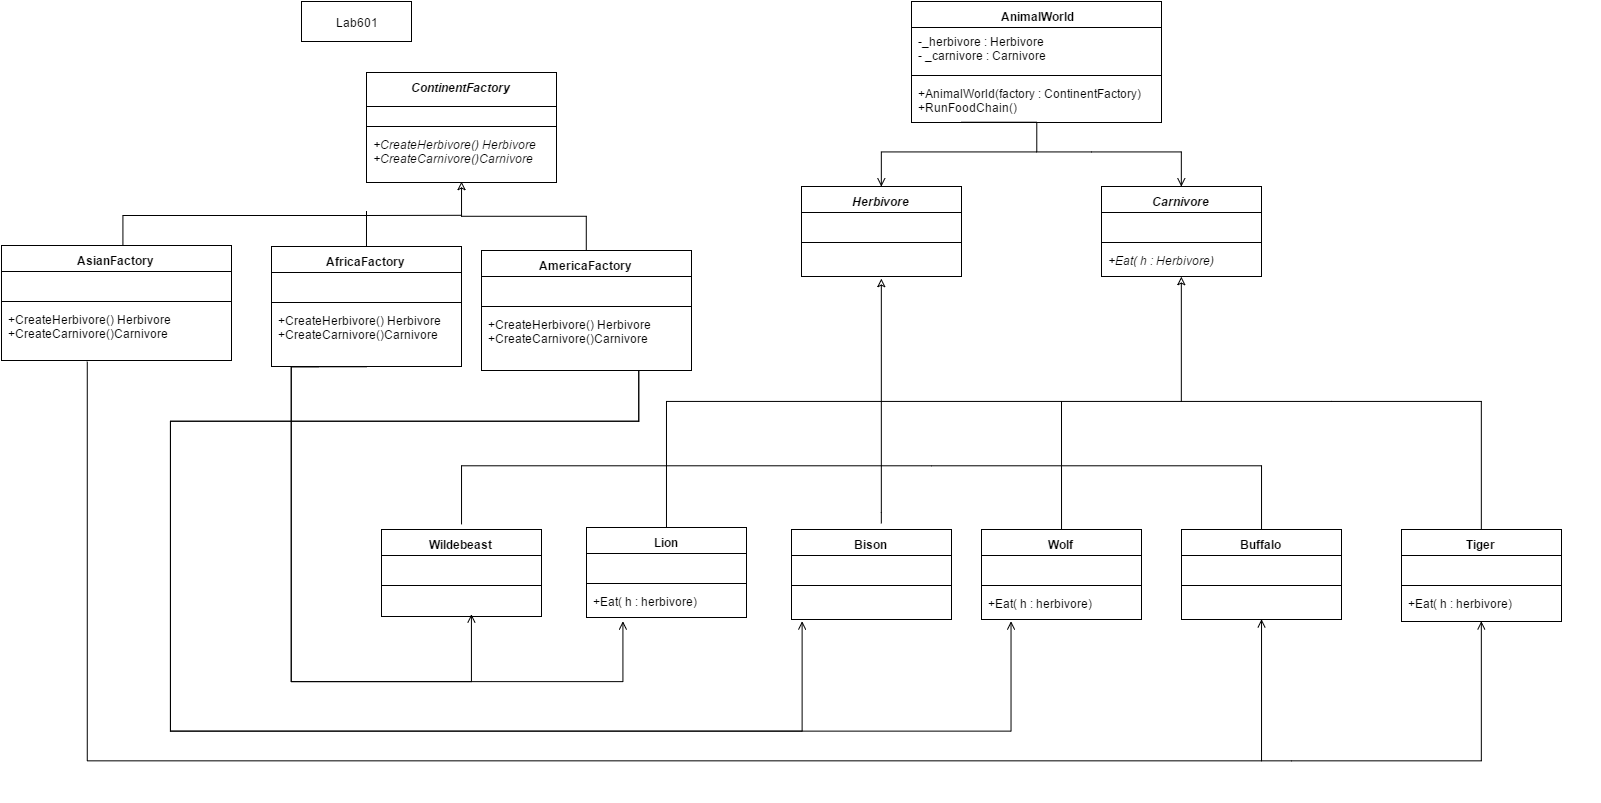 Lab601
AnimalWorld
-_herbivore : Herbivore
- _carnivore : Carnivore
+AnimalWorld(factory : ContinentFactory)
+RunFoodChain()
ContinentFactory
+CreateHerbivore() Herbivore
+CreateCarnivore()Carnivore
Herbivore
Carnivore
+Eat( h : Herbivore)
AsianFactory
+CreateHerbivore() Herbivore
+CreateCarnivore()Carnivore
AfricaFactory
+CreateHerbivore() Herbivore
+CreateCarnivore()Carnivore
AmericaFactory
+CreateHerbivore() Herbivore
+CreateCarnivore()Carnivore
Wildebeast
Lion
+Eat( h : herbivore)
Bison
Wolf
+Eat( h : herbivore)
Buffalo
Tiger
+Eat( h : herbivore)